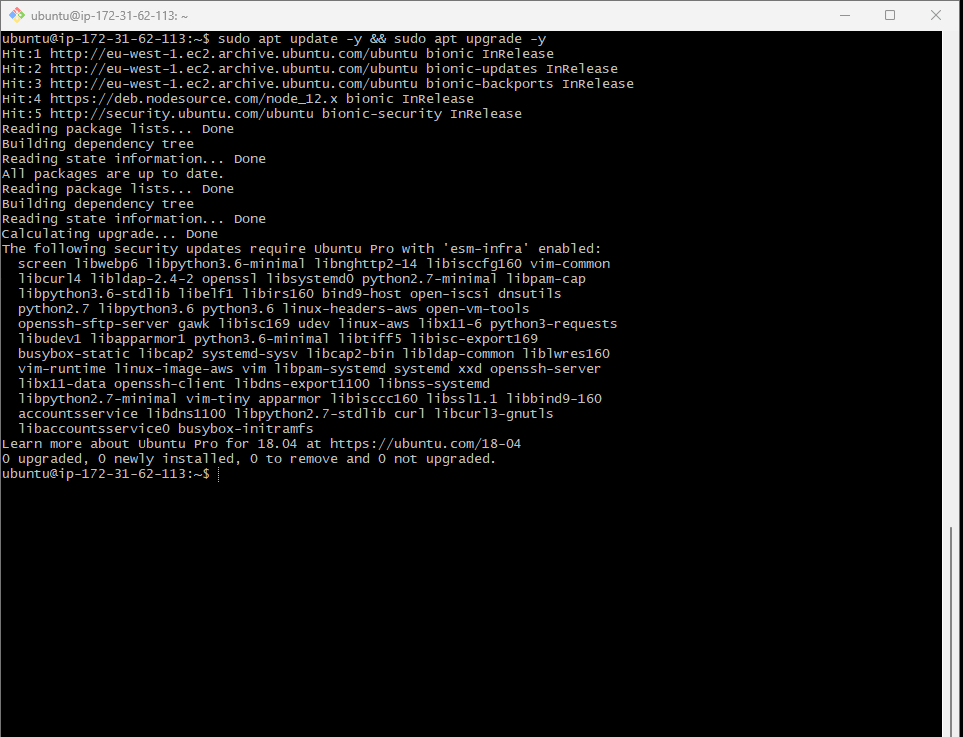 ubuntu@ip-172-31-62-113: ~
ubuntu@ip-172-31-62-113:~$ sudo apt update -y && sudo apt upgrade -y
Hit:1 http://eu-west-1.ec2.archive.ubuntu.com/ubuntu bionic InRelease
Hit:2 http://eu-west-1.ec2.archive.ubuntu.com/ubuntu bionic-updates InRelease
Hit:3 http://eu-west-1.ec2.archive.ubuntu.com/ubuntu bionic-backports InRelease
Hit:4 https://deb.nodesource.com/node_12.x bionic InRelease
Hit:5 http://security.ubuntu.com/ubuntu bionic-security InRelease
Reading package lists... Done
Building dependency tree
Reading state information... Done
All packages are up to date.
Reading package lists... Done
Building dependency tree
Reading state information... Done
Calculating upgrade... Done
The following security updates require Ubuntu Pro with 'esm-infra' enabled:
  screen libwebp6 libpython3.6-minimal libnghttp2-14 libisccfg160 vim-common
  libcurl4 libldap-2.4-2 openssl libsystemd0 python2.7-minimal libpam-cap
  libpython3.6-stdlib libelf1 libirs160 bind9-host open-iscsi dnsutils
  python2.7 libpython3.6 python3.6 linux-headers-aws open-vm-tools
  openssh-sftp-server gawk libisc169 udev linux-aws libx11-6 python3-requests
  libudev1 libapparmor1 python3.6-minimal libtiff5 libisc-export169
  busybox-static libcap2 systemd-sysv libcap2-bin libldap-common liblwres160
  vim-runtime linux-image-aws vim libpam-systemd systemd xxd openssh-server
  libx11-data openssh-client libdns-export1100 libnss-systemd
  libpython2.7-minimal vim-tiny apparmor libisccc160 libssl1.1 libbind9-160
  accountsservice libdns1100 libpython2.7-stdlib curl libcurl3-gnutls
  libaccountsservice0 busybox-initramfs
Learn more about Ubuntu Pro for 18.04 at https://ubuntu.com/18-04
0 upgraded, 0 newly installed, 0 to remove and 0 not upgraded.
ubuntu@ip-172-31-62-113:~$